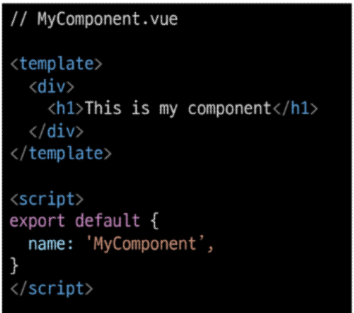 // MyComponent.vue
<template>
<div>
<h1>This is my component</h1>
</div>
</template>
<script>
export default {
name: 'MyComponent’,
}
</script>